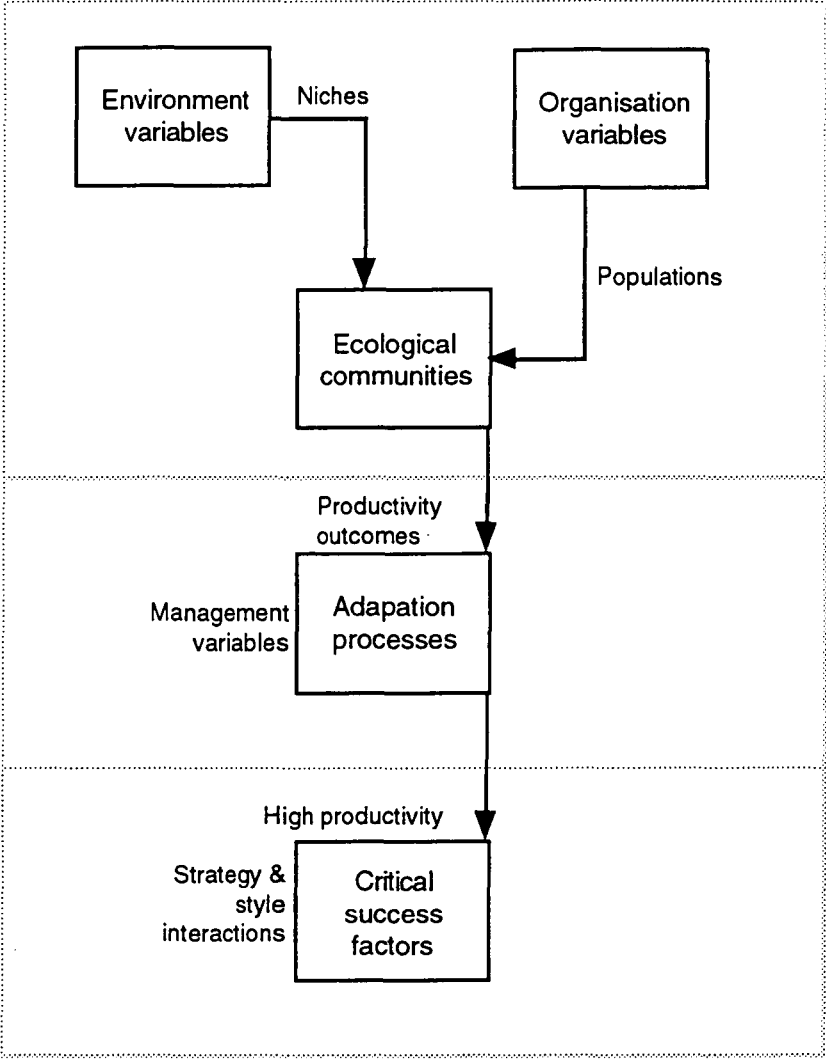 Environment
variables
Niches
Organisation
variables
Populations
Ecological
communities
Productivity
outcomes
Management
variables
Adapation
processes
High productivity
Strategy &
style
interactions
Critical
success
factors